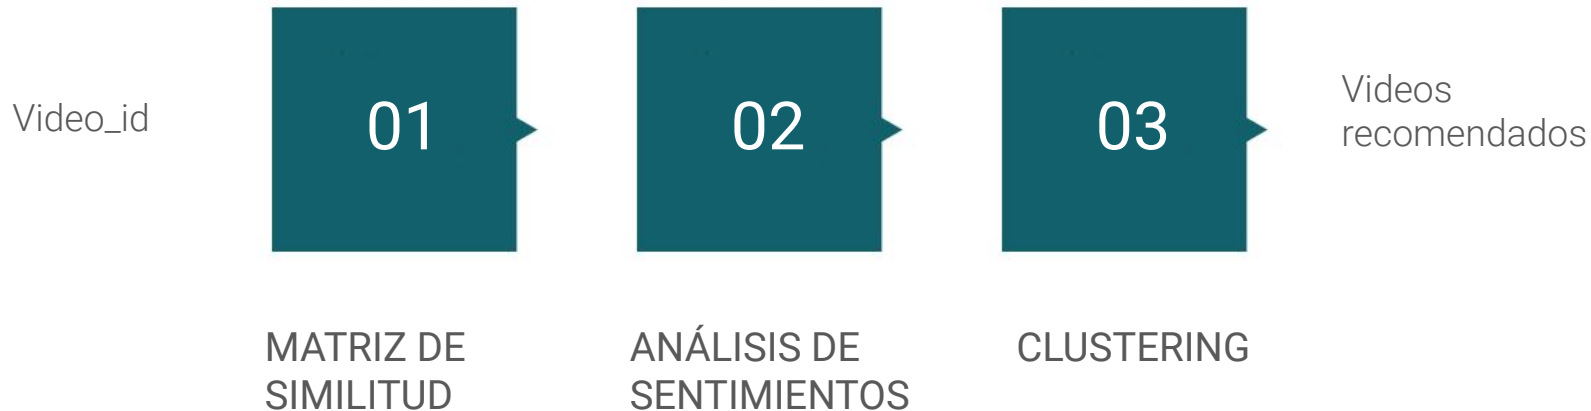 Video_id
01
02
03
Videos
recomendados
MATRIZ DE
SIMILITUD
ANÁLISIS DE
SENTIMIENTOS
CLUSTERING